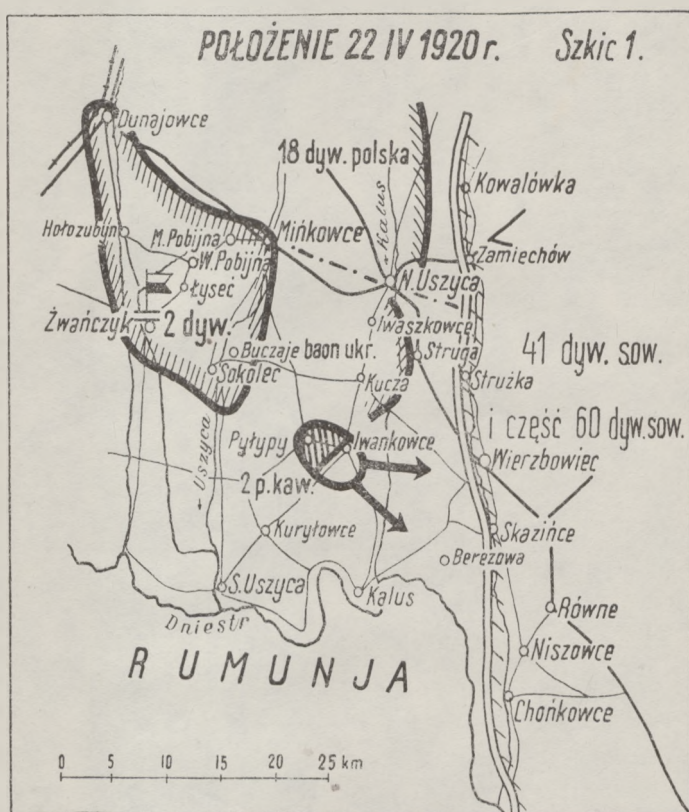 POŁOŻENIE 22 IV 1920 r. Szkic 1.
Dunajowce
18 dyw. polska
Kowalówka
Kalus
Hołozubin
M. Pobijna
Mińkowce
Zamiechów
W. Pobijna
N. Uszyca
Łyseć
Żwańczyk
2 dyw.
Iwaszkowce
Buczaje baon ukr.
Struga
41 dyw. sow.
Sokolec
Kucza
Strużka
i część 60 dyw. sow.
Pyłypy
Iwankowce
Wierzbowiec
Uszyca
2 p. kaw.
Kuryłowce
Skazińce
Berezowa
S. Uszyca
Kalus
Równe
Dniestr
Niszowce
RUMUNJA
Chońkowce
0 5 10 15 20 25 km